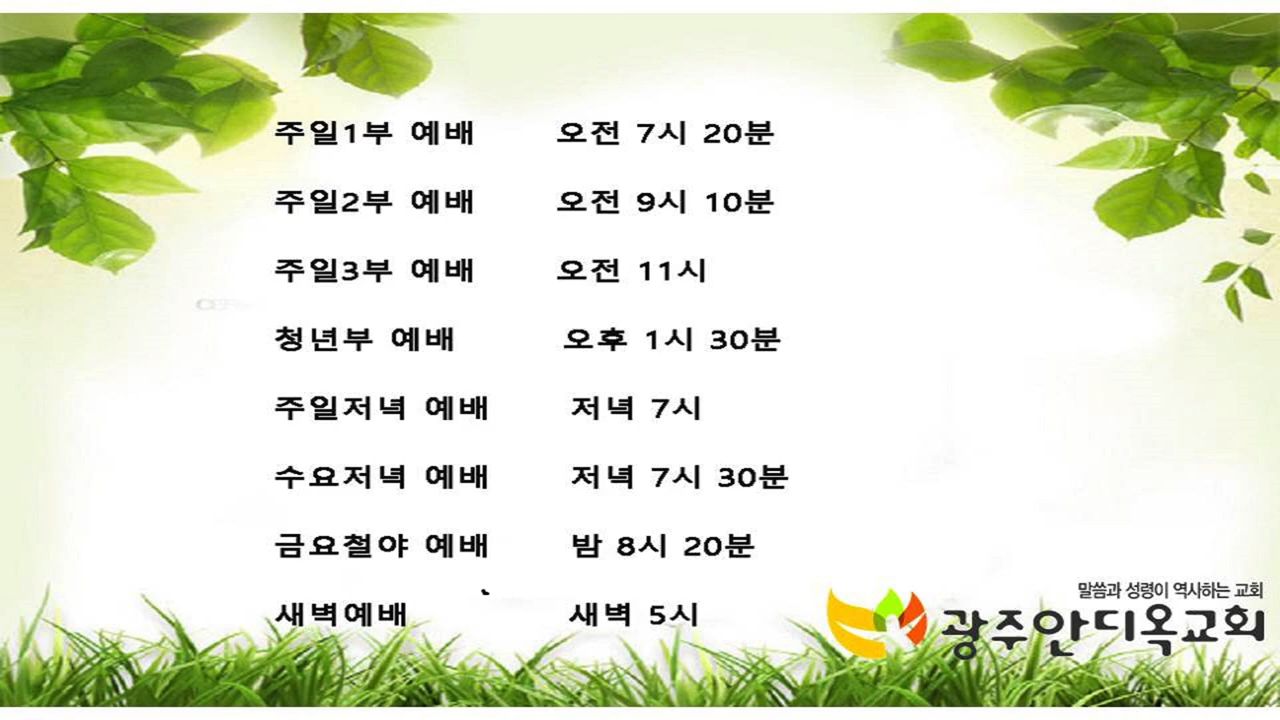 주일1부 예배 오전 7시 20분
주일2부 예배 오전 9시 10분
주일3부 예배 오전 11시
청년부 예배 오후 1시 30분
주일저녁 예배 저녁 7시
수요저녁 예배 저녁 7시 30분
금요철야 예배 밤 8시 20분
새벽예배 새벽 5시
말씀과 성령이 역사하는 교회
광주안디옥교회